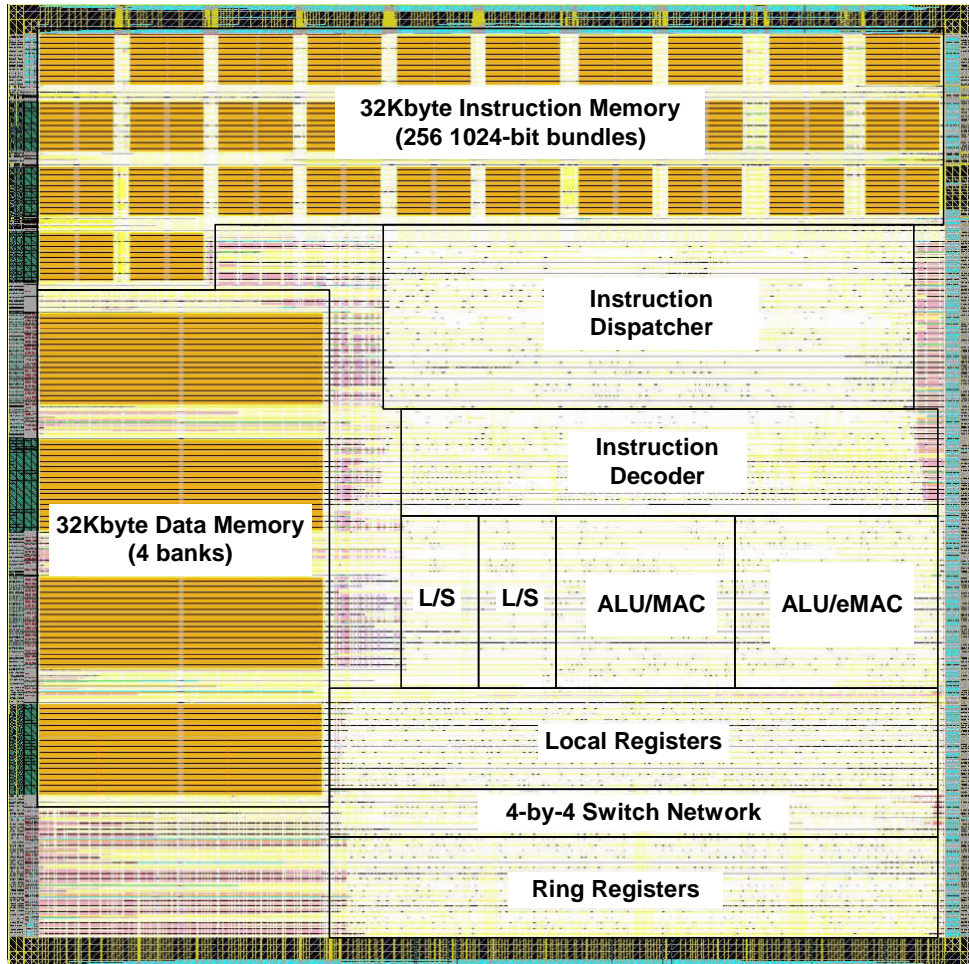 32Kbyte Instruction Memory
(256 1024-bit bundles)
Instruction
Dispatcher
Instruction
Decoder
32Kbyte Data Memory
(4 banks)
L/S
L/S
ALU/MAC
ALU/eMAC
Local Registers
4-by-4 Switch Network
Ring Registers